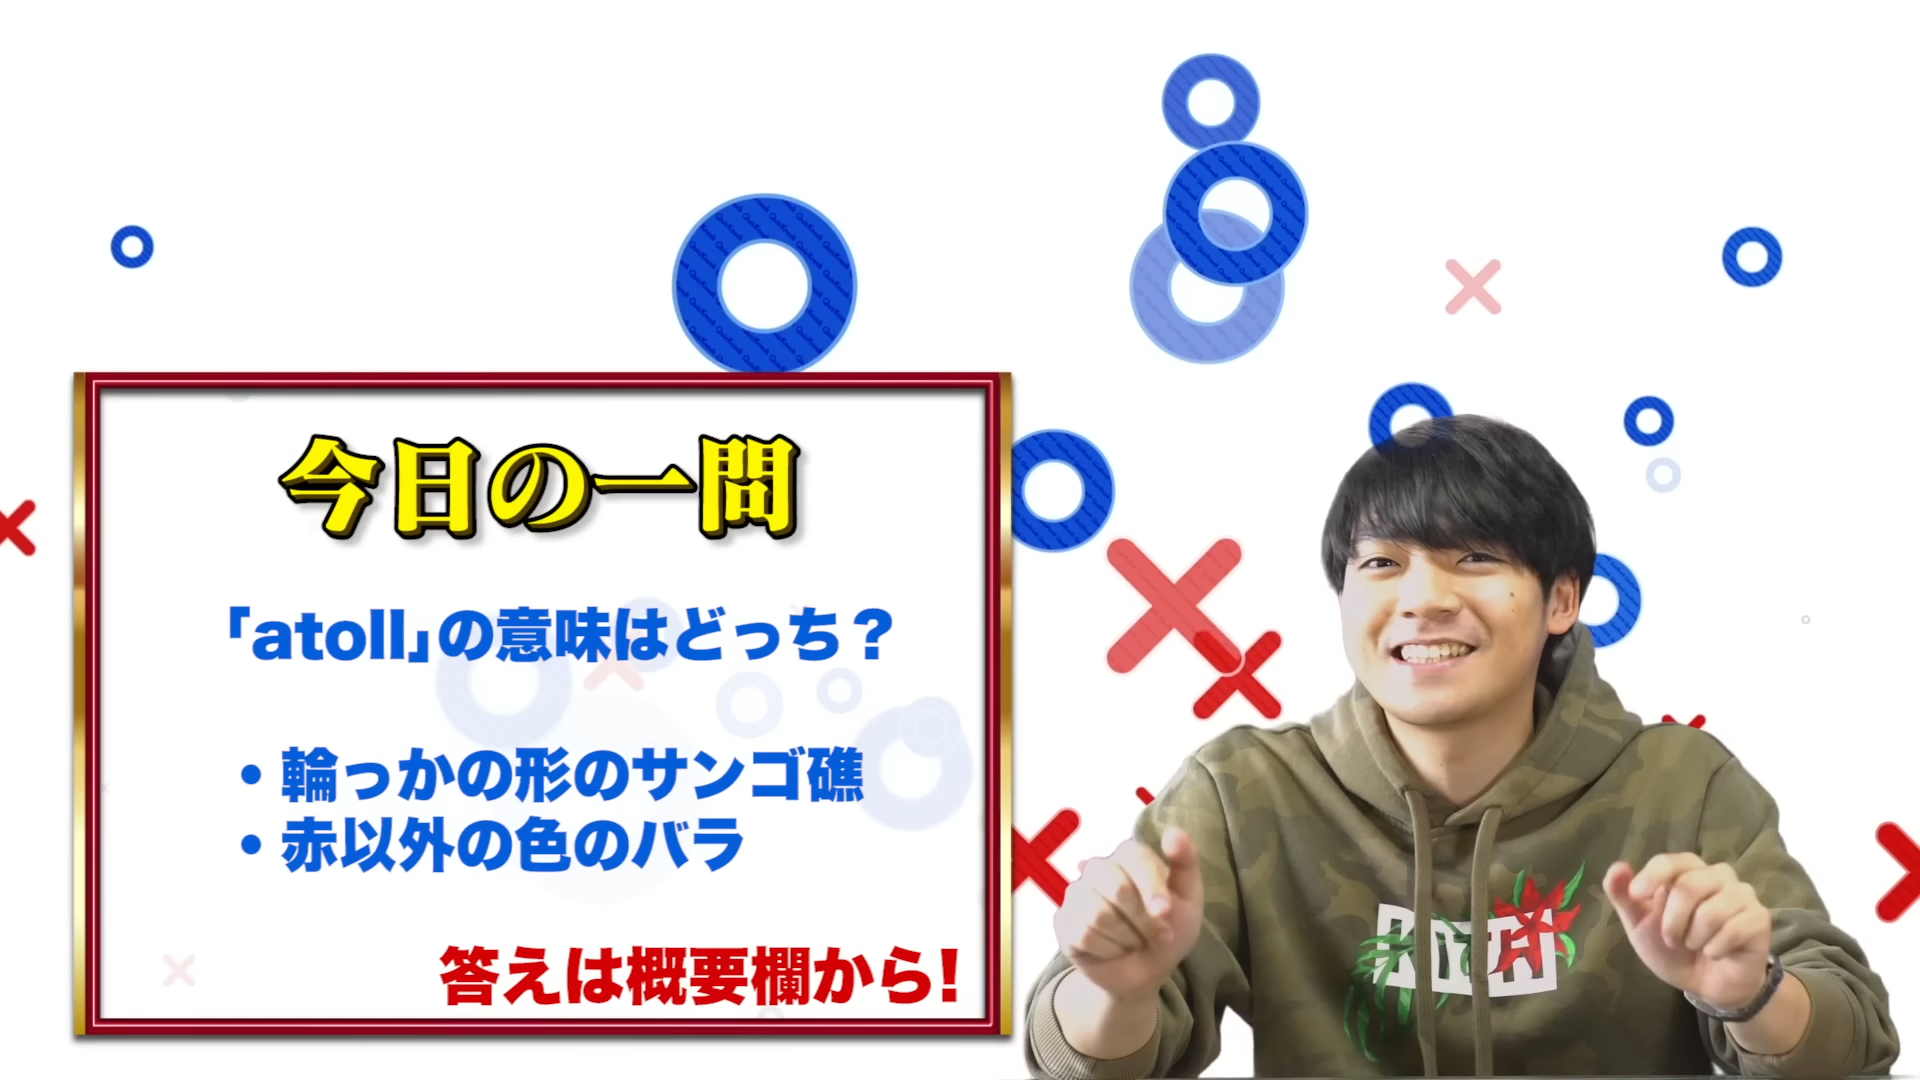 今日の一問
「atoll」の意味はどっち？
・輪っかの形のサンゴ礁
・赤以外の色のバラ
答えは概要欄から!